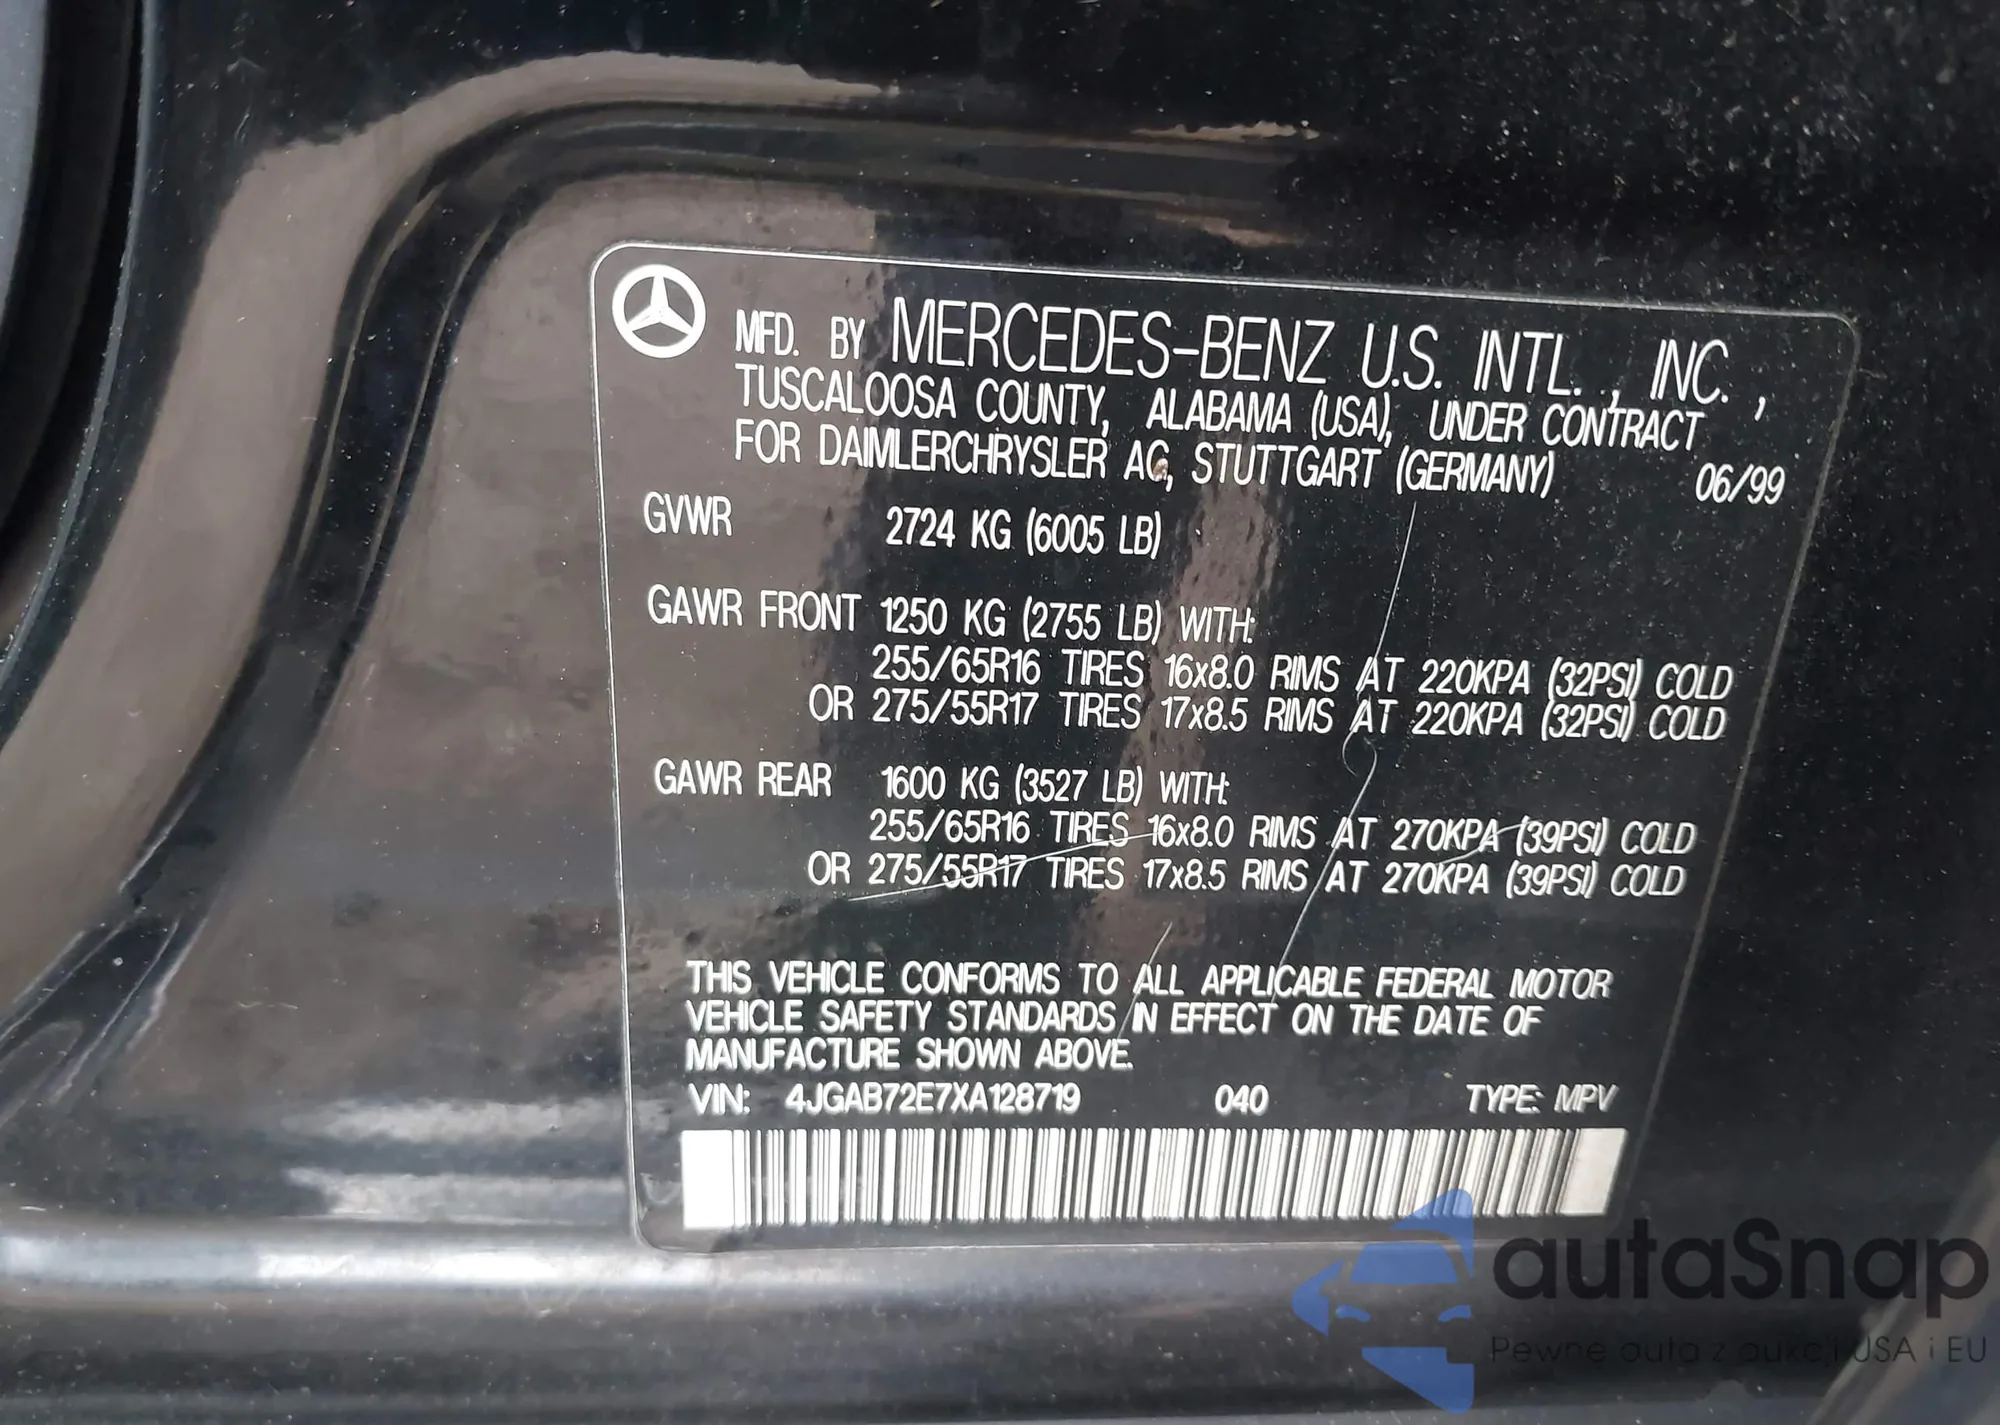 MFD. BY MERCEDES-BENZ U.S. INTL., INC.,
TUSCALOOSA COUNTY, ALABAMA (USA), UNDER CONTRACT
FOR DAIMLERCHRYSLER AG, STUTTGART (GERMANY) 06/99
GVWR 2724 KG (6005 LB)
GAWR FRONT 1250 KG (2755 LB) WITH:
255/65R16 TIRES 16x8.0 RIMS AT 220KPA (32PSI) COLD
OR 275/55R17 TIRES 17x8.5 RIMS AT 220KPA (32PSI) COLD
GAWR REAR 1600 KG (3527 LB) WITH:
255/65R16 TIRES 16x8.0 RIMS AT 270KPA (39PSI) COLD
OR 275/55R17 TIRES 17x8.5 RIMS AT 270KPA (39PSI) COLD
THIS VEHICLE CONFORMS TO ALL APPLICABLE FEDERAL MOTOR
VEHICLE SAFETY STANDARDS IN EFFECT ON THE DATE OF
MANUFACTURE SHOWN ABOVE.
VIN: 4JGAB72E7XA128719 040 TYPE: MPV
autaSnap
Pewne auta z aukcji USA i EU